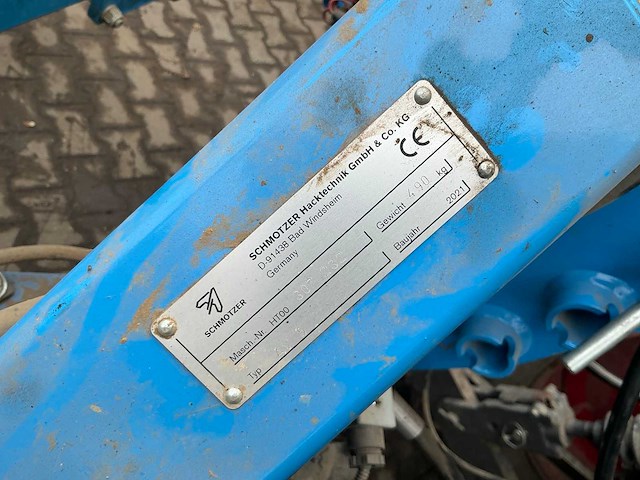 SCHMOTZER
SCHMOTZER Hacktechnik GmbH & Co. KG
D-91438 Bad Windsheim
Germany
CE
Masch.-Nr. HT00
Gewicht 490 kg
Typ
Baujahr 2021